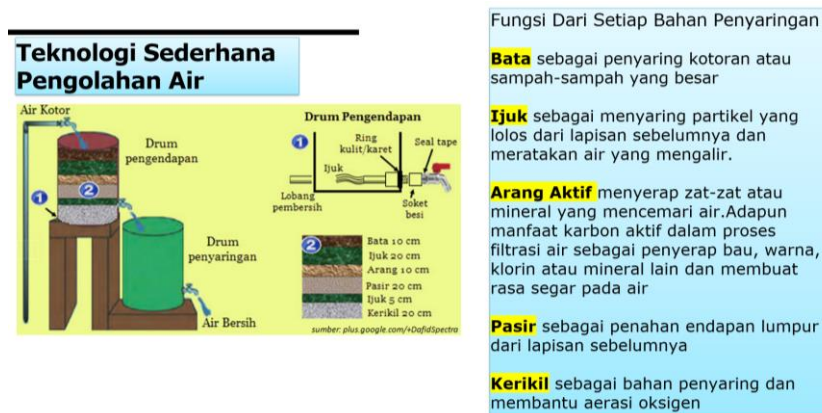 Teknologi Sederhana
Pengolahan Air
Air Kotor
Drum
pengendapan
1
2
Drum
penyaringan
Air Bersih
Drum Pengendapan
1
Ring
kulit/karet
Seal tape
Ijuk
Lobang
pembersih
Soket
besi
2
Bata 10 cm
Ijuk 20 cm
Arang 10 cm
Pasir 20 cm
Ijuk 5 cm
Kerikil 20 cm
sumber: plus.google.com/+DafidSpectra
Fungsi Dari Setiap Bahan Penyaringan
Bata sebagai penyaring kotoran atau
sampah-sampah yang besar
Ijuk sebagai menyaring partikel yang
lolos dari lapisan sebelumnya dan
meratakan air yang mengalir.
Arang Aktif menyerap zat-zat atau
mineral yang mencemari air.Adapun
manfaat karbon aktif dalam proses
filtrasi air sebagai penyerap bau, warna,
klorin atau mineral lain dan membuat
rasa segar pada air
Pasir sebagai penahan endapan lumpur
dari lapisan sebelumnya
Kerikil sebagai bahan penyaring dan
membantu aerasi oksigen